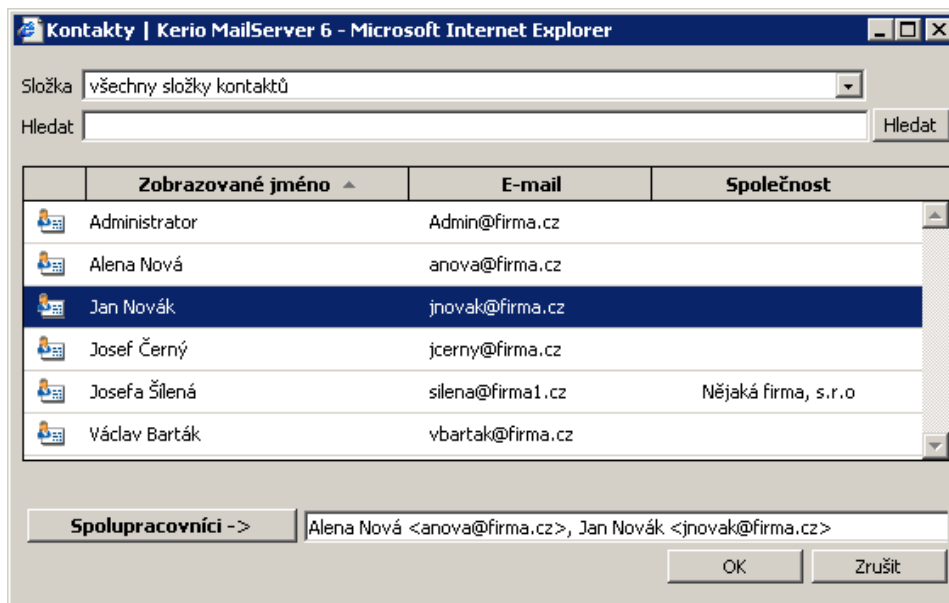 Kontakty | Kerio MailServer 6 - Microsoft Internet Explorer
Složka všechny složky kontaktů
Hledat Hledat
Zobrazované jméno E-mail Společnost
Administrator Admin@firma.cz
Alena Nová anova@firma.cz
Jan Novák jnovak@firma.cz
Josef Černý jcerny@firma.cz
Josefa Šílená silena@firma1.cz Nějaká firma, s.r.o
Václav Barták vbartak@firma.cz
Spolupracovníci -> Alena Nová <anova@firma.cz>, Jan Novák <jnovak@firma.cz>
OK Zrušit